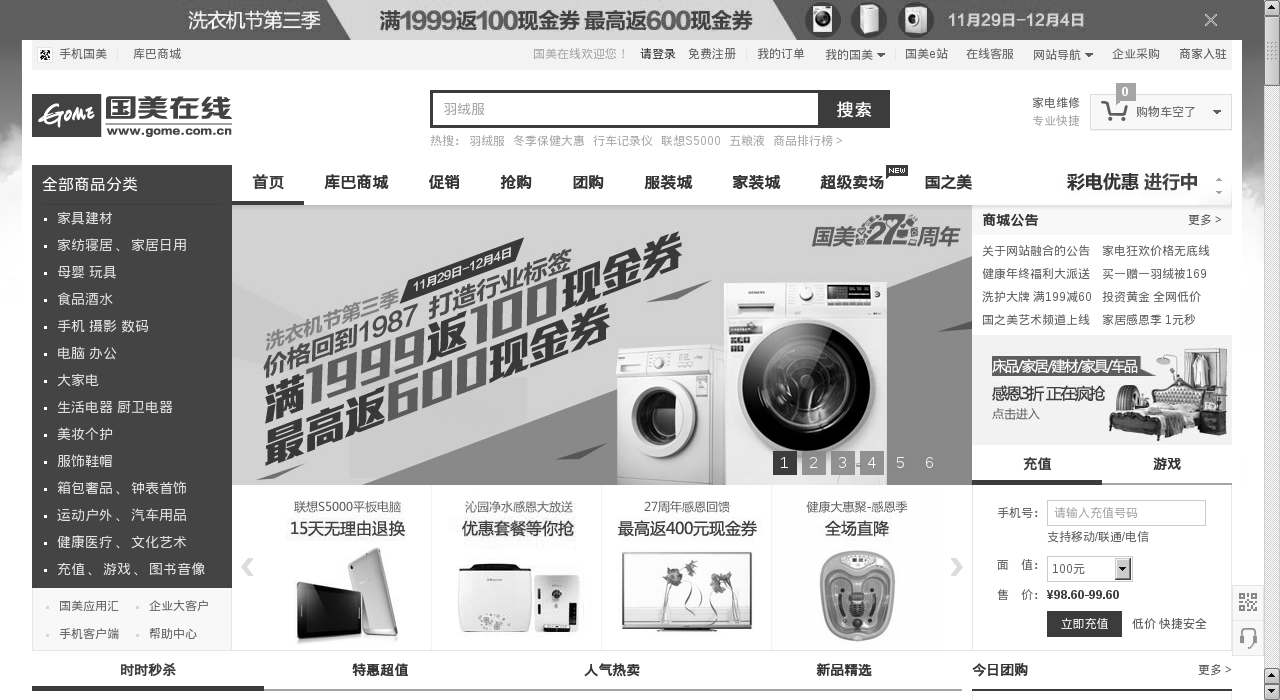 洗衣机节第三季 满1999返100现金券 最高返600现金券 11月29日-12月4日
手机国美 库巴商城 国美在线欢迎您！ 请登录 免费注册 我的订单 我的国美 国美e站 在线客服 网站导航 企业采购 商家入驻
Gome 国美在线
www.gome.com.cn
羽绒服 搜索
热搜： 羽绒服 冬季保健大惠 行车记录仪 联想S5000 五粮液 商品排行榜 >
家电维修
专业快捷
0
购物车空了
全部商品分类
首页 库巴商城 促销 抢购 团购 服装城 家装城 超级卖场 NEW 国之美
彩电优惠 进行中
家具建材
家纺寝居 、 家居日用
母婴 玩具
食品酒水
手机 摄影 数码
电脑 办公
大家电
生活电器 厨卫电器
美妆个护
服饰鞋帽
箱包奢品 、 钟表首饰
运动户外 、 汽车用品
健康医疗 、 文化艺术
充值 、 游戏 、 图书音像
国美应用汇 企业大客户
手机客户端 帮助中心
国美27周年
洗衣机节第三季 11月29日-12月4日
价格回到1987 打造行业标签
满1999返100现金券
最高返600现金券
SIEMENS
1 2 3 4 5 6
商城公告 更多 >
关于网站融合的公告 家电狂欢价格无底线
健康年终福利大派送 买一赠一羽绒被169
洗护大牌 满199减60 投资黄金 全网低价
国之美艺术频道上线 家居感恩季 1元秒
床品/家居/建材/家具/车品
感恩3折 正在疯抢
点击进入
充值 游戏
手机号: 请输入充值号码
支持移动/联通/电信
面 值: 100元
售 价: ¥98.60-99.60
立即充值 低价 快捷安全
联想S5000平板电脑
15天无理由退换
沁园净水感恩大放送
优惠套餐等你抢
27周年感恩回馈
最高返400元现金券
健康大惠聚-感恩季
全场直降
时时秒杀 特惠超值 人气热卖 新品精选 今日团购 更多 >